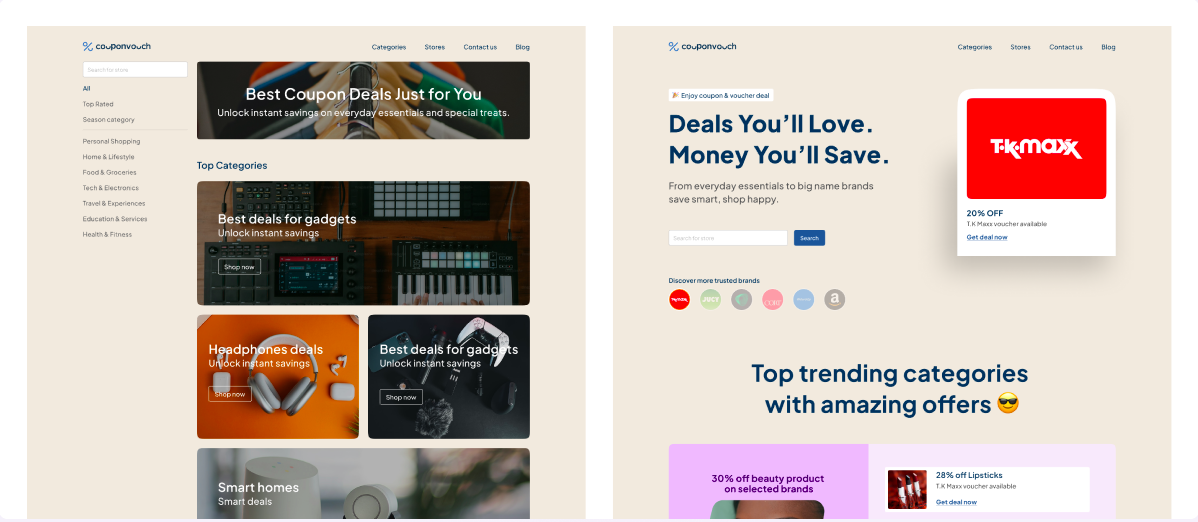 couponvouch
Categories
Stores
Contact us
Blog
Search for store
All
Top Rated
Season category
Personal Shopping
Home & Lifestyle
Food & Groceries
Tech & Electronics
Travel & Experiences
Education & Services
Health & Fitness
Best Coupon Deals Just for You
Unlock instant savings on everyday essentials and special treats.
Top Categories
Best deals for gadgets
Unlock instant savings
Shop now
Headphones deals
Unlock instant savings
Shop now
Best deals for gadgets
Unlock instant savings
Shop now
Smart homes
Smart deals
couponvouch
Categories
Stores
Contact us
Blog
Enjoy coupon & voucher deal
Deals You'll Love.
Money You'll Save.
From everyday essentials to big name brands
save smart, shop happy.
Search for store
Search
Discover more trusted brands
TK maxx
JUCY
T·K·maxx
20% OFF
T.K Maxx voucher available
Get deal now
Top trending categories
with amazing offers 😎
30% off beauty product
on selected brands
28% off Lipsticks
T.K Maxx voucher available
Get deal now